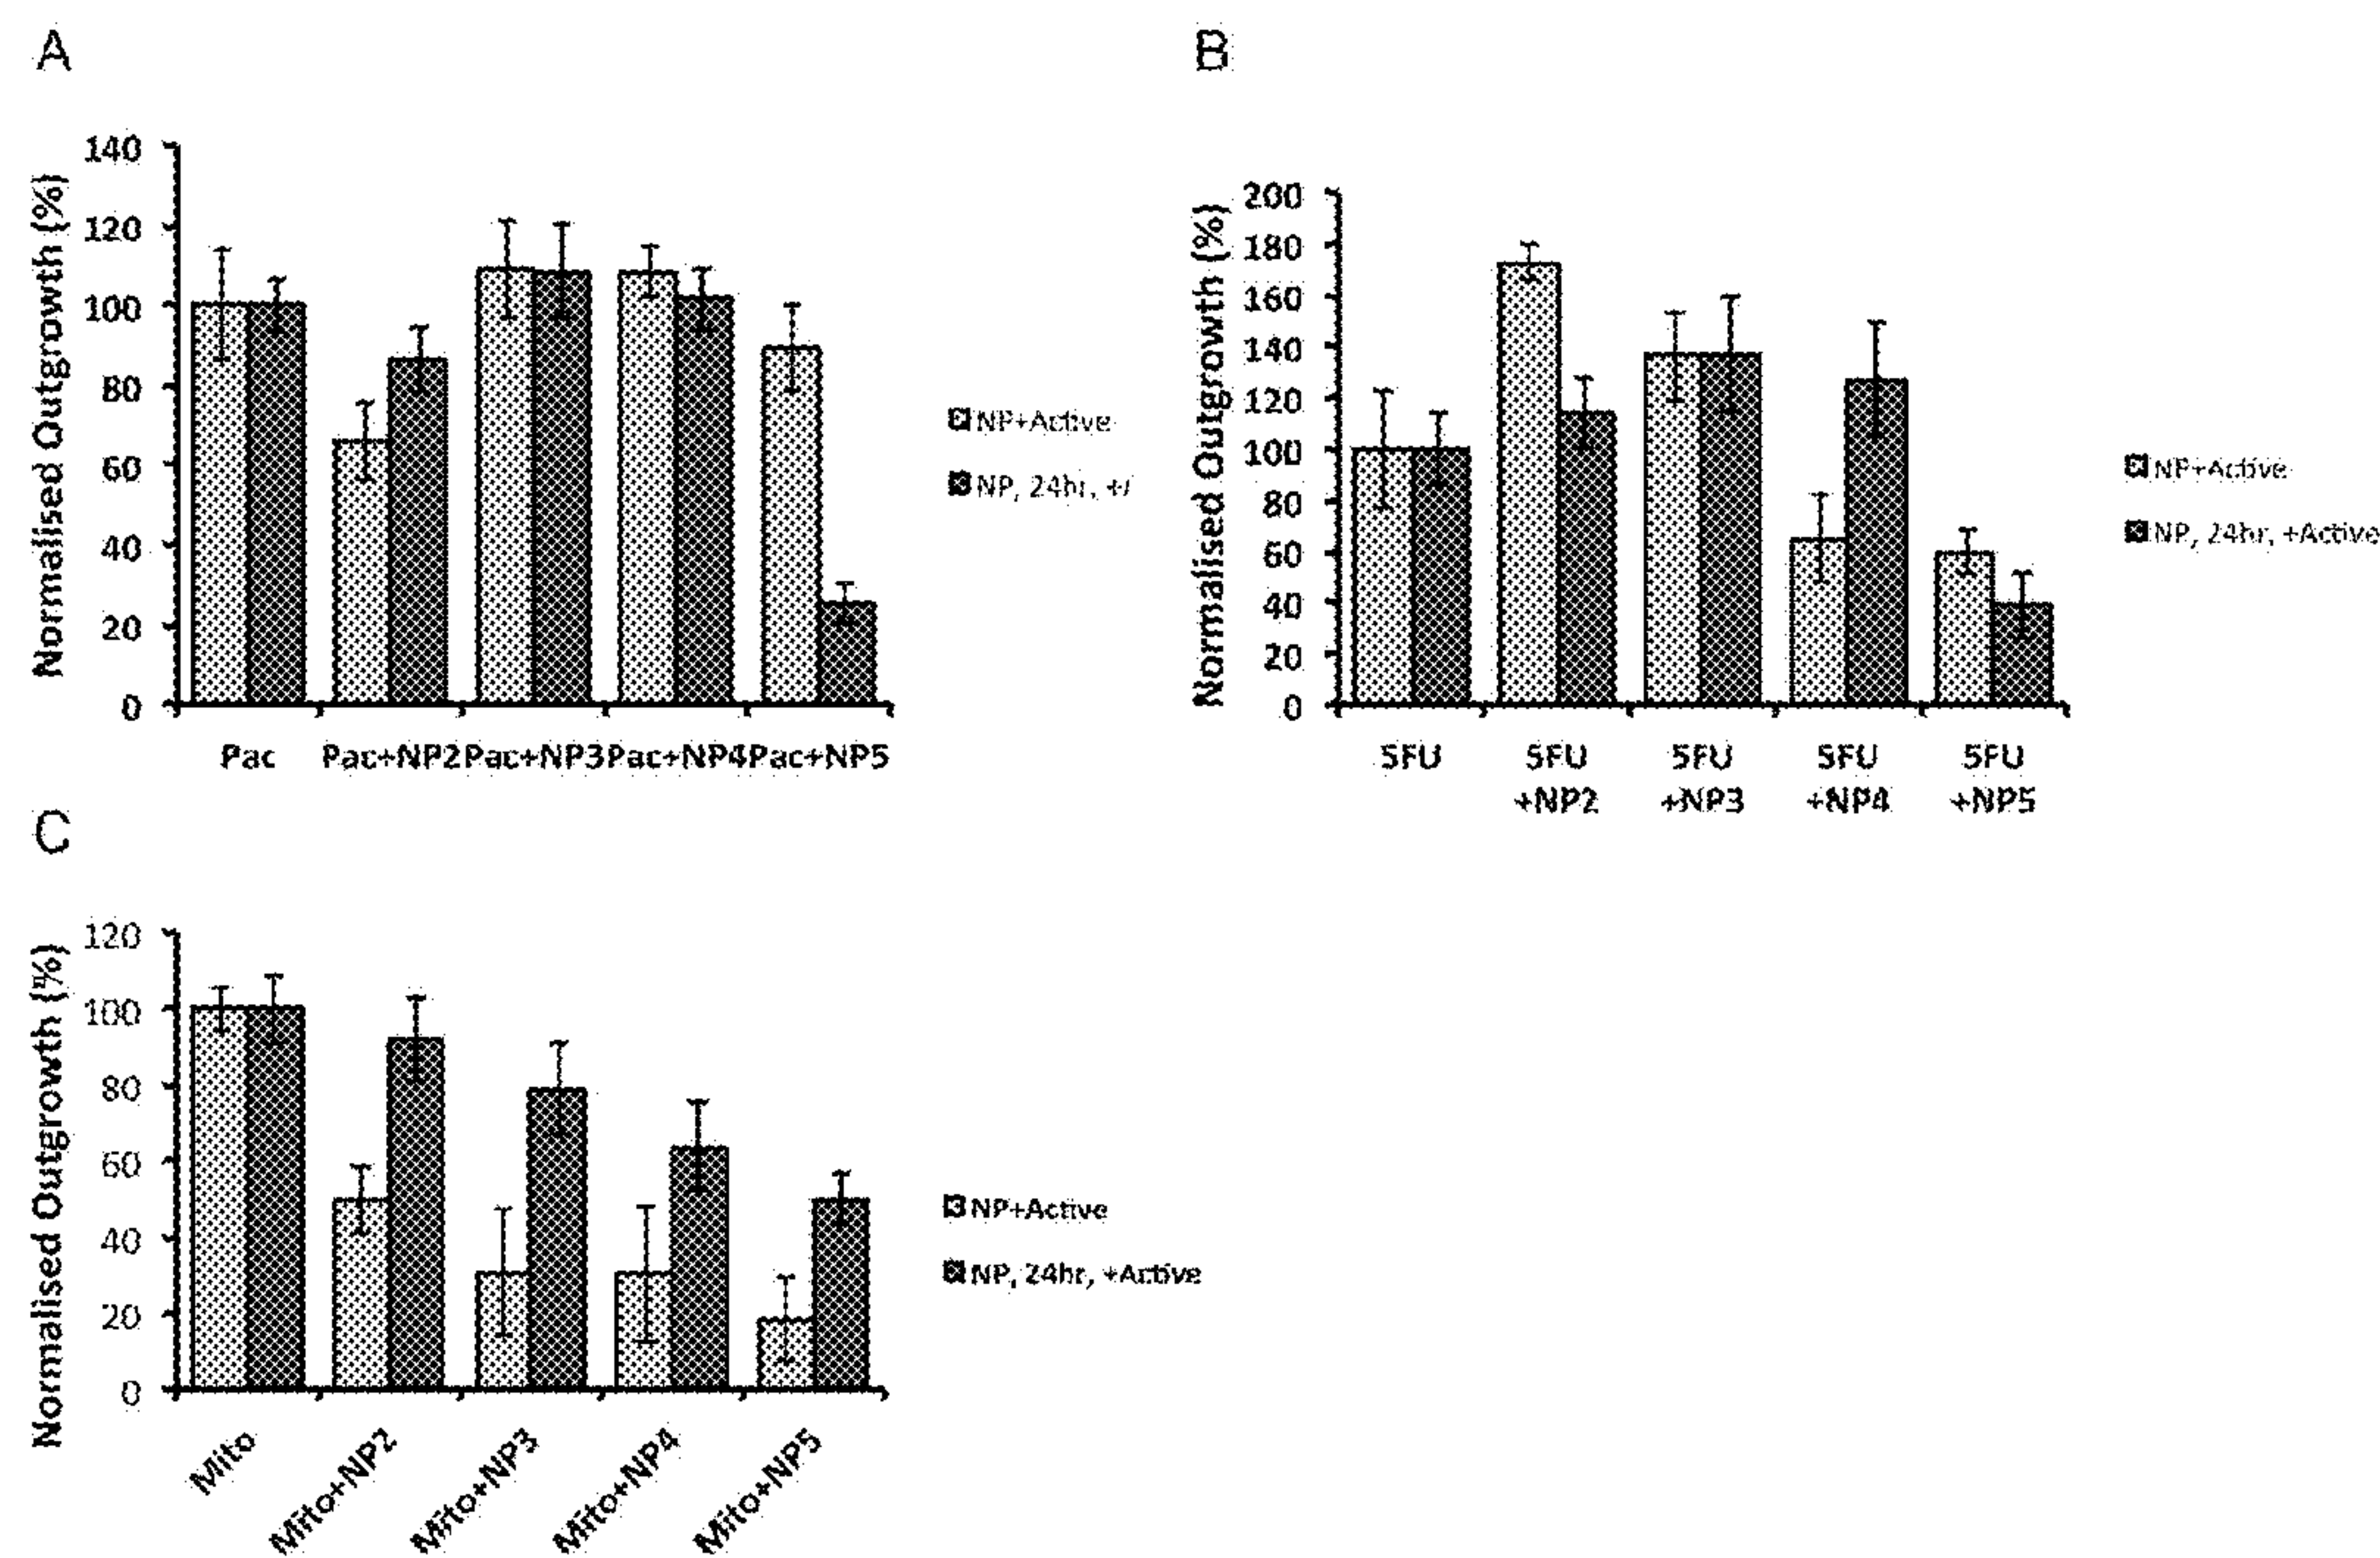 A
Normalised Outgrowth (%)
140
120
100
80
60
40
20
0
Pac Pac+NP2 Pac+NP3 Pac+NP4 Pac+NP5
NP+Active
NP, 24hr, +/
B
Normalised Outgrowth (%)
200
180
160
140
120
100
80
60
40
20
0
5FU 5FU 5FU 5FU 5FU
+NP2 +NP3 +NP4 +NP5
NP+Active
NP, 24hr, +Active
C
Normalised Outgrowth (%)
120
100
80
60
40
20
0
Mito
Mito+NP2
Mito+NP3
Mito+NP4
Mito+NP5
NP+Active
NP, 24hr, +Active